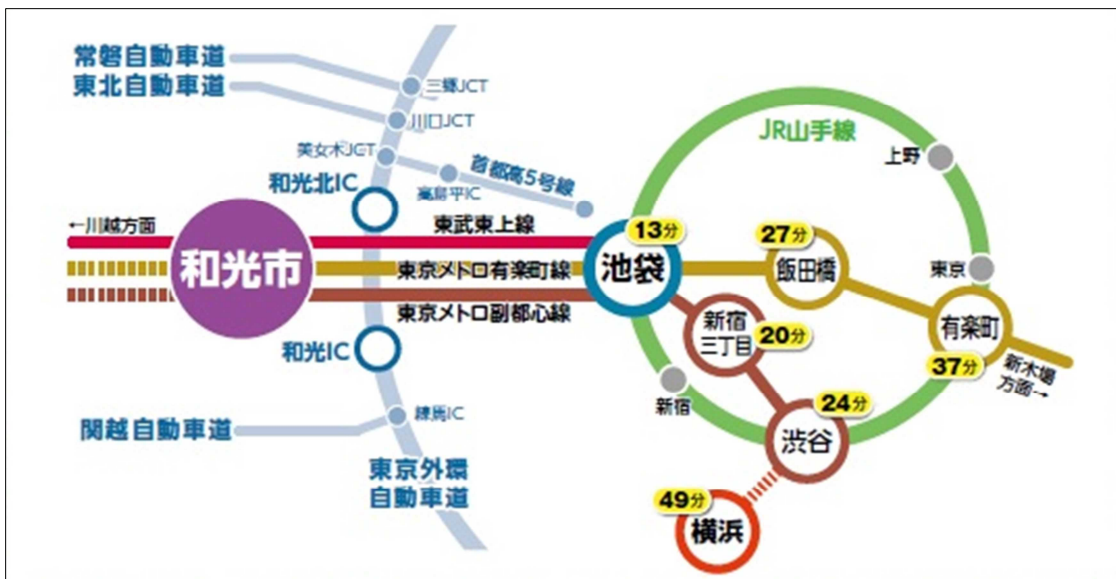 常磐自動車道
東北自動車道
三郷JCT
川口JCT
美女木JCT
首都高5号線
高島平IC
和光北IC
JR山手線
上野
←川越方面
東武東上線
和光市
東京メトロ有楽町線
東京メトロ副都心線
13分
池袋
27分
飯田橋
東京
有楽町
37分
新木場
方面→
新宿
三丁目
20分
新宿
24分
渋谷
49分
横浜
和光IC
関越自動車道
練馬IC
東京外環
自動車道